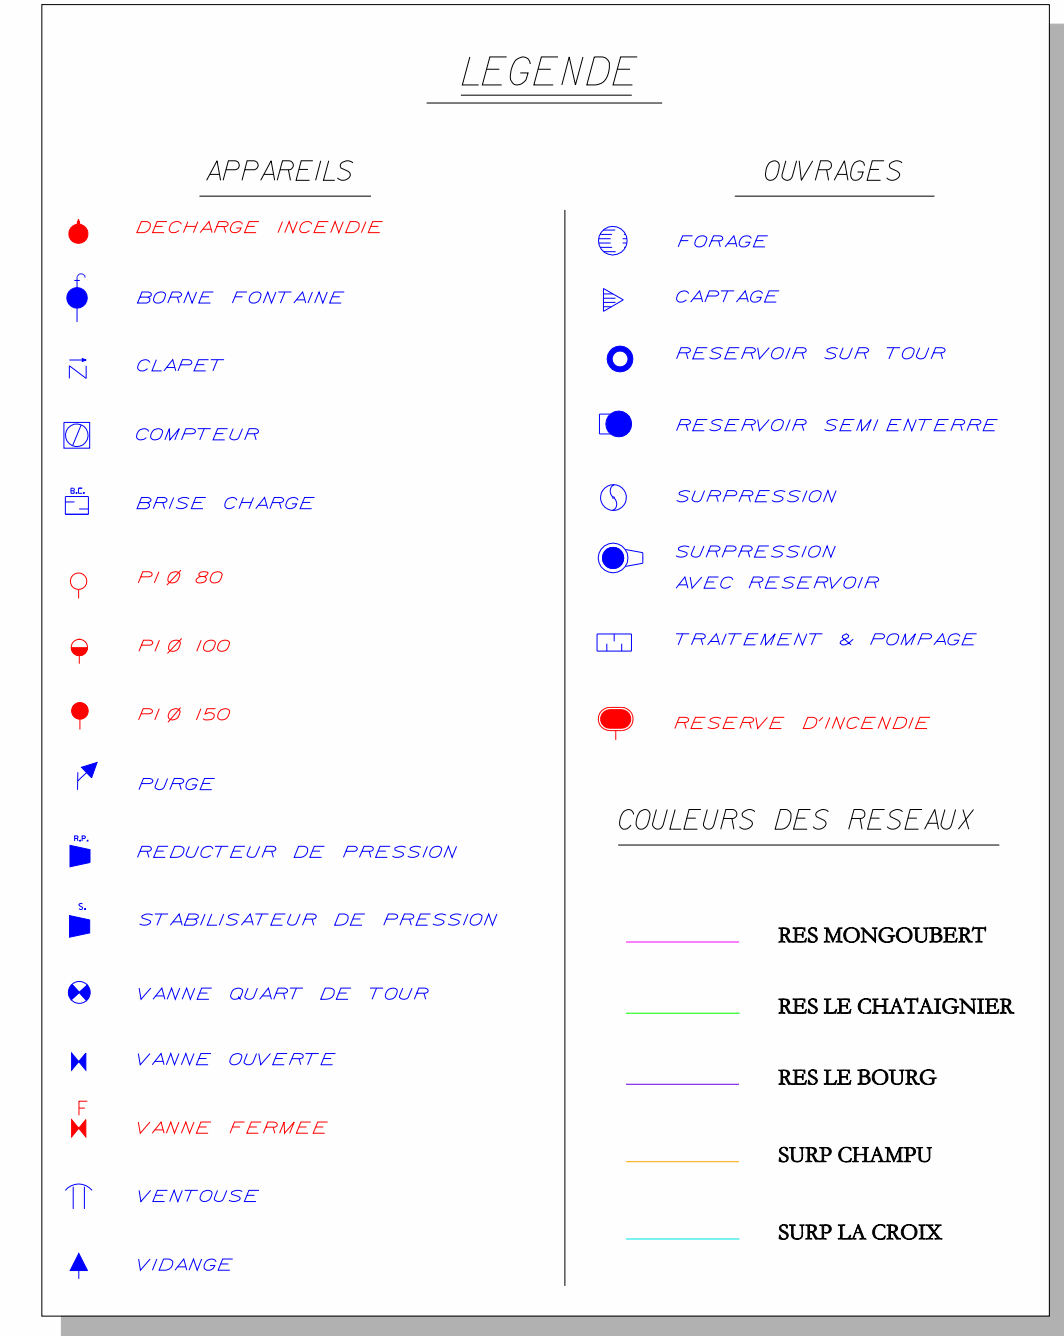 LEGENDE
APPAREILS
DECHARGE INCENDIE
f
BORNE FONTAINE
CLAPET
COMPTEUR
B.C.
BRISE CHARGE
PI Ø 80
PI Ø 100
PI Ø 150
PURGE
R.P.
REDUCTEUR DE PRESSION
S.
STABILISATEUR DE PRESSION
VANNE QUART DE TOUR
VANNE OUVERTE
F
VANNE FERMEE
VENTOUSE
VIDANGE
OUVRAGES
FORAGE
CAPTAGE
RESERVOIR SUR TOUR
RESERVOIR SEMI ENTERRE
SURPRESSION
SURPRESSION
AVEC RESERVOIR
TRAITEMENT & POMPAGE
RESERVE D'INCENDIE
COULEURS DES RESEAUX
RES MONGOUBERT
RES LE CHATAIGNIER
RES LE BOURG
SURP CHAMPU
SURP LA CROIX